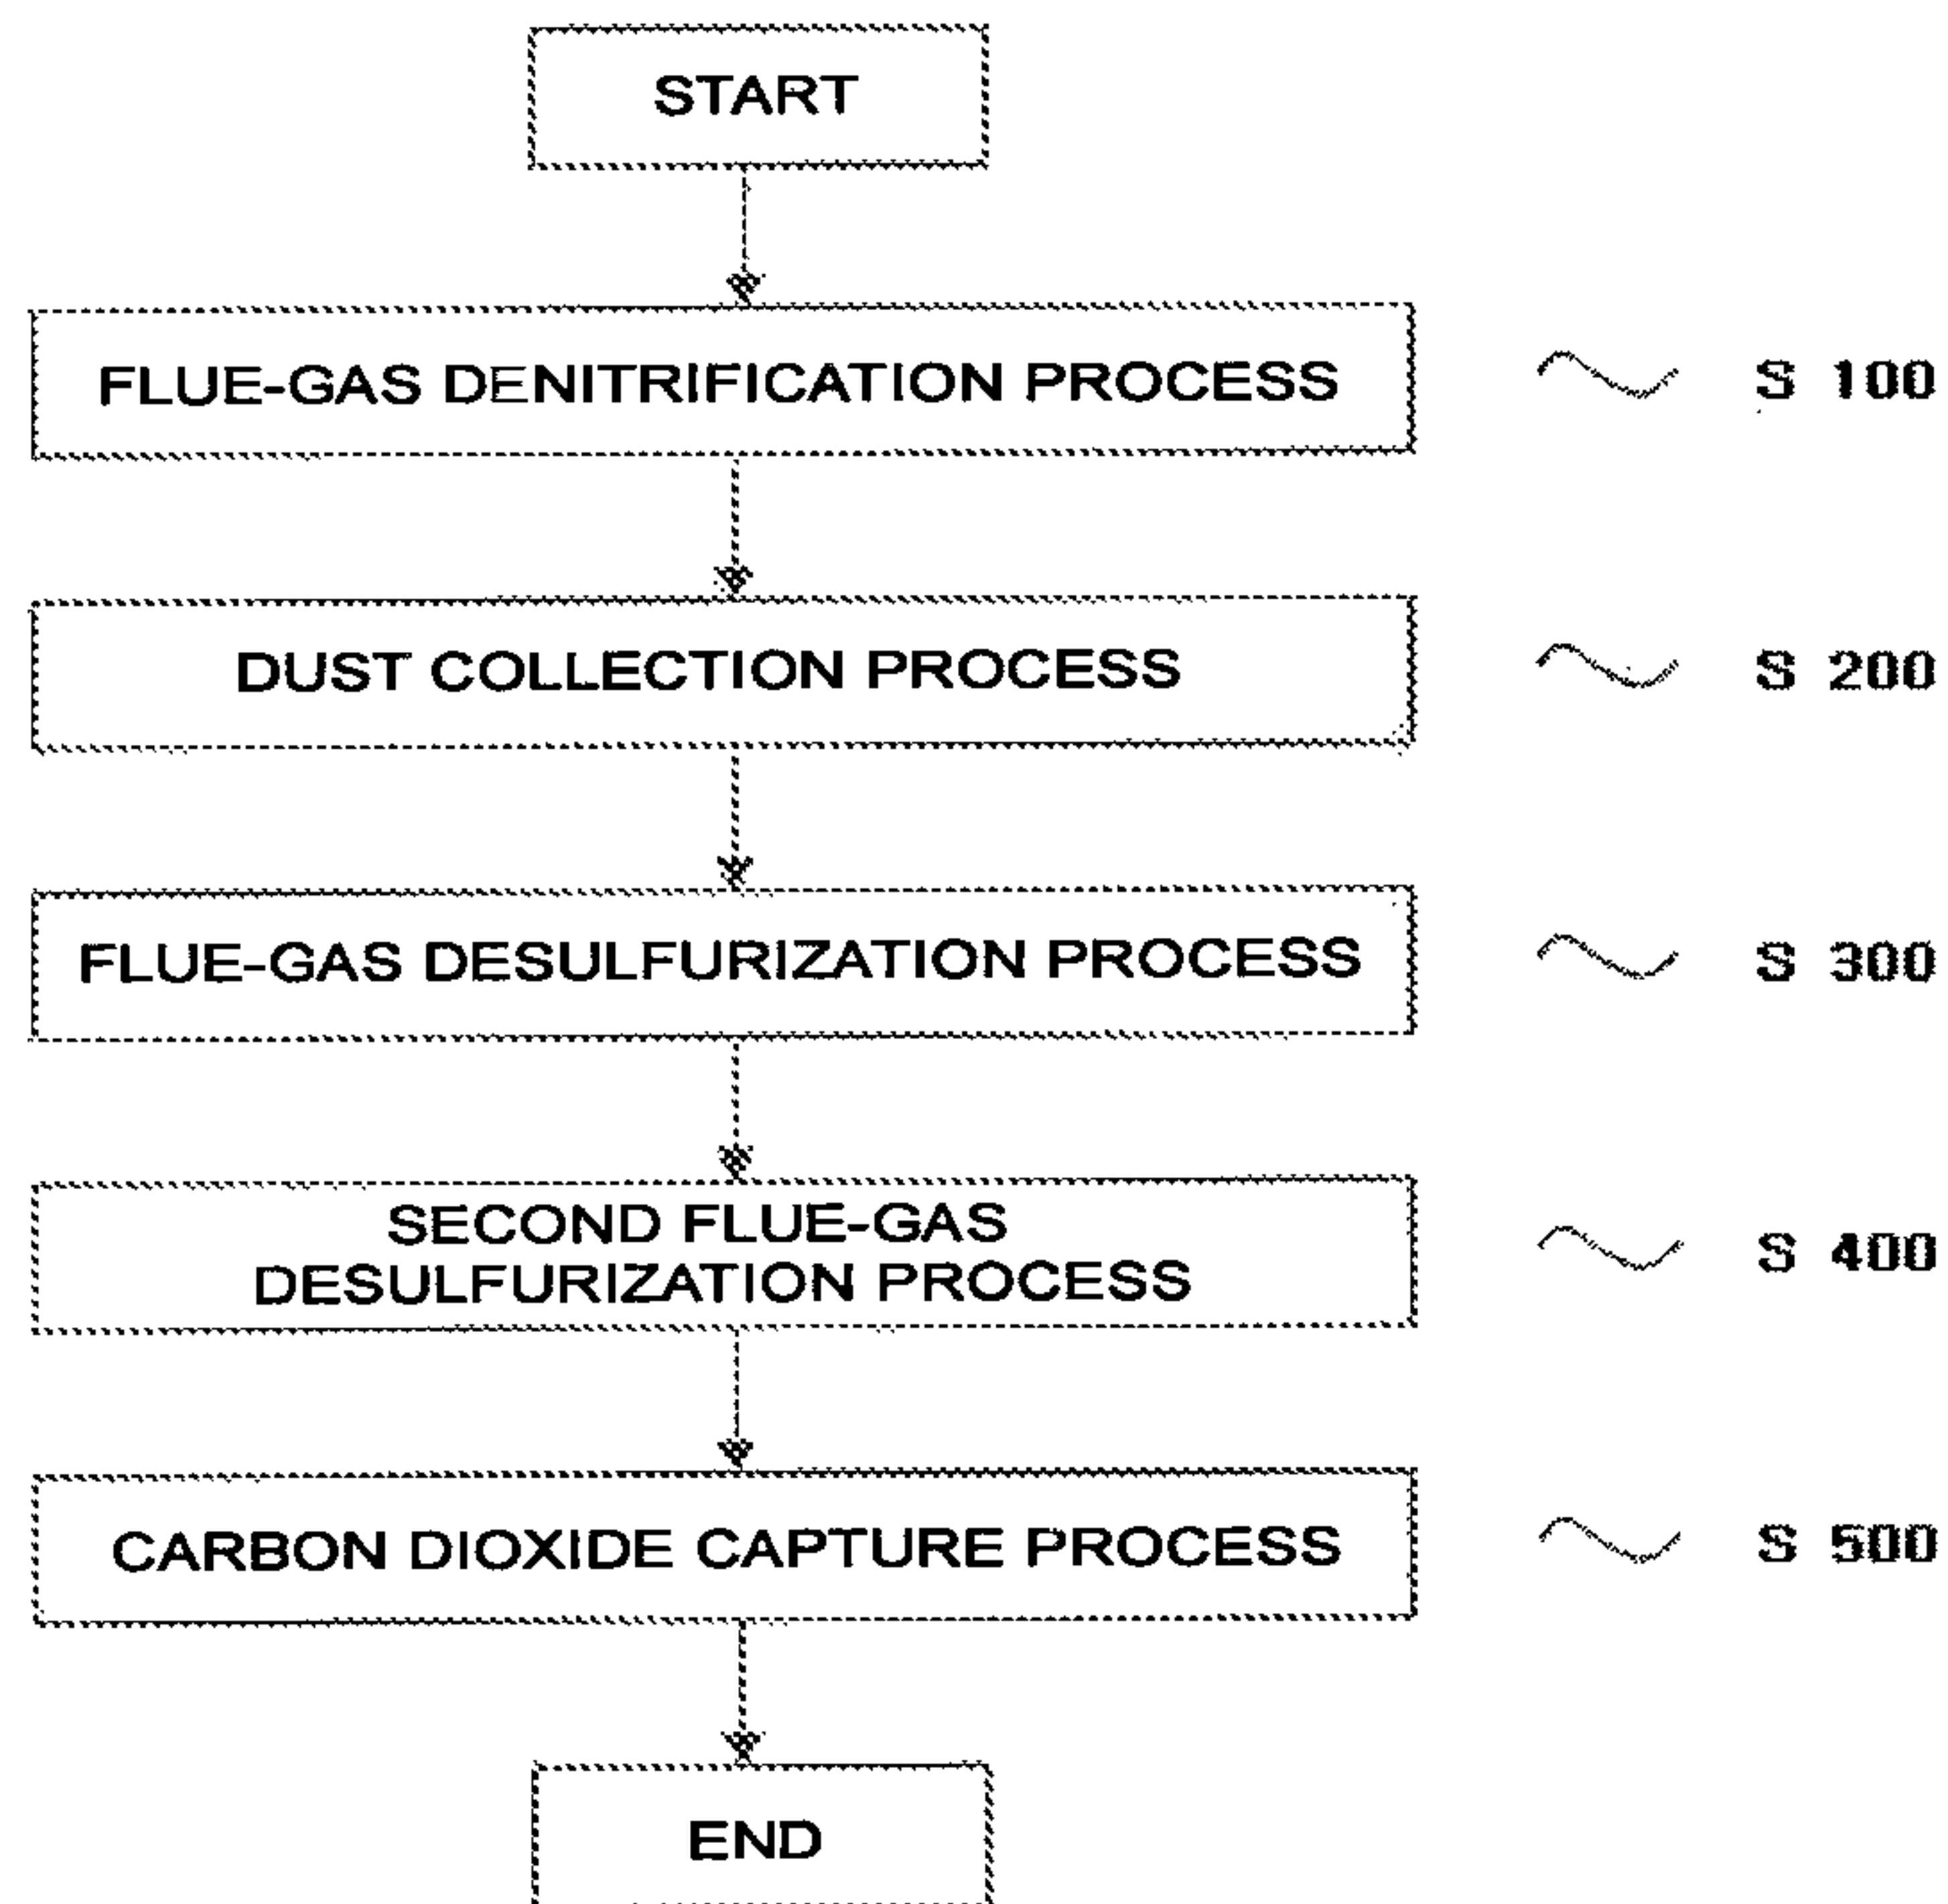 START
FLUE-GAS DENITRIFICATION PROCESS
S 100
DUST COLLECTION PROCESS
S 200
FLUE-GAS DESULFURIZATION PROCESS
S 300
SECOND FLUE-GAS
DESULFURIZATION PROCESS
S 400
CARBON DIOXIDE CAPTURE PROCESS
S 500
END